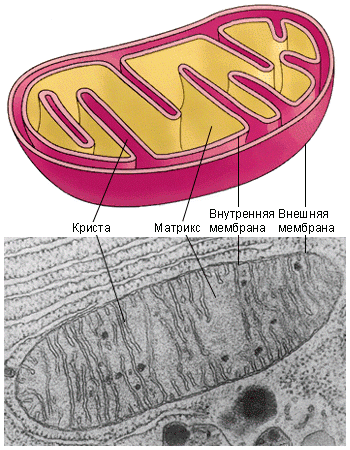 Криста
Матрикс
Внутренняя
мембрана
Внешняя
мембрана